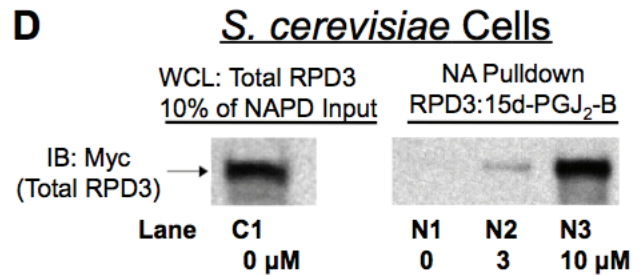 D
S. cerevisiae Cells
WCL: Total RPD3
10% of NAPD Input
NA Pulldown
RPD3:15d-PGJ₂-B
IB: Myc
(Total RPD3)
Lane C1 N1 N2 N3
0 µM 0 3 10 µM